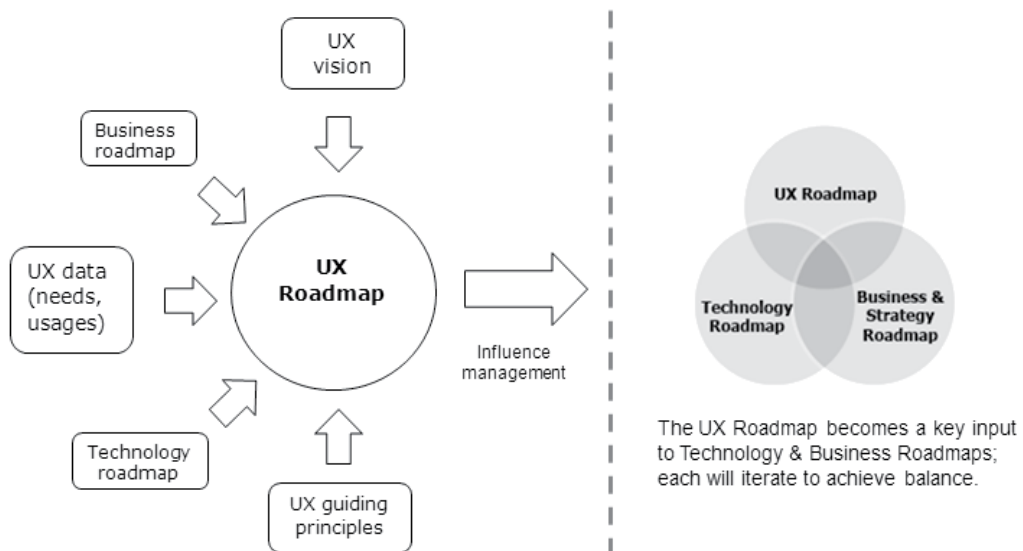 UX
vision
Business
roadmap
UX data
(needs,
usages)
UX
Roadmap
Technology
roadmap
UX guiding
principles
Influence
management
UX Roadmap
Technology
Roadmap
Business &
Strategy
Roadmap
The UX Roadmap becomes a key input
to Technology & Business Roadmaps;
each will iterate to achieve balance.